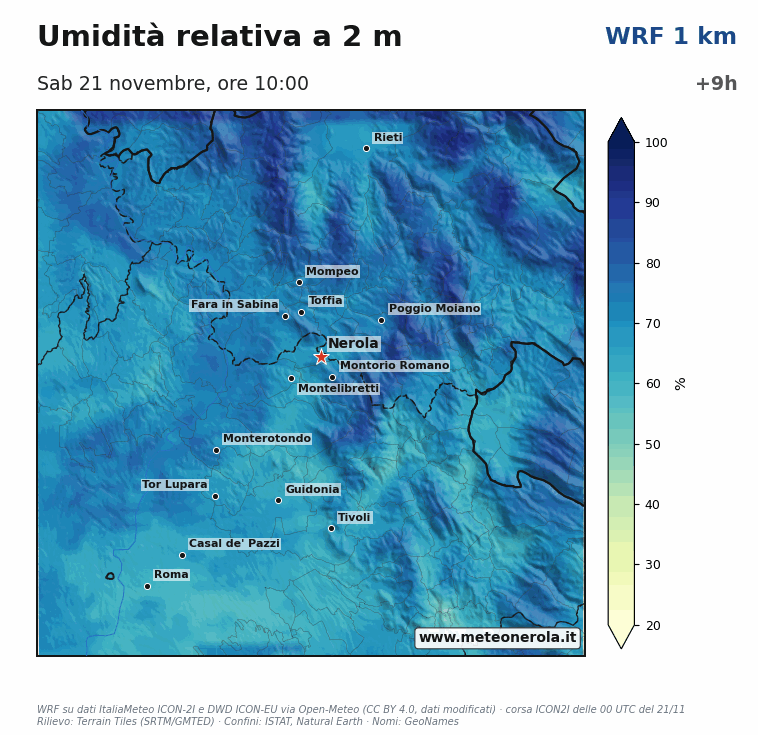 Umidità relativa a 2 m
WRF 1 km
Sab 21 novembre, ore 10:00
+9h
Rieti
Mompeo
Fara in Sabina
Toffia
Poggio Moiano
Nerola
Montorio Romano
Montelibretti
Monterotondo
Tor Lupara
Guidonia
Tivoli
Casal de' Pazzi
Roma
www.meteonerola.it
100
90
80
70
60
50
40
30
20
%
WRF su dati ItaliaMeteo ICON-2I e DWD ICON-EU via Open-Meteo (CC BY 4.0, dati modificati) · corsa ICON2I delle 00 UTC del 21/11
Rilievo: Terrain Tiles (SRTM/GMTED) · Confini: ISTAT, Natural Earth · Nomi: GeoNames